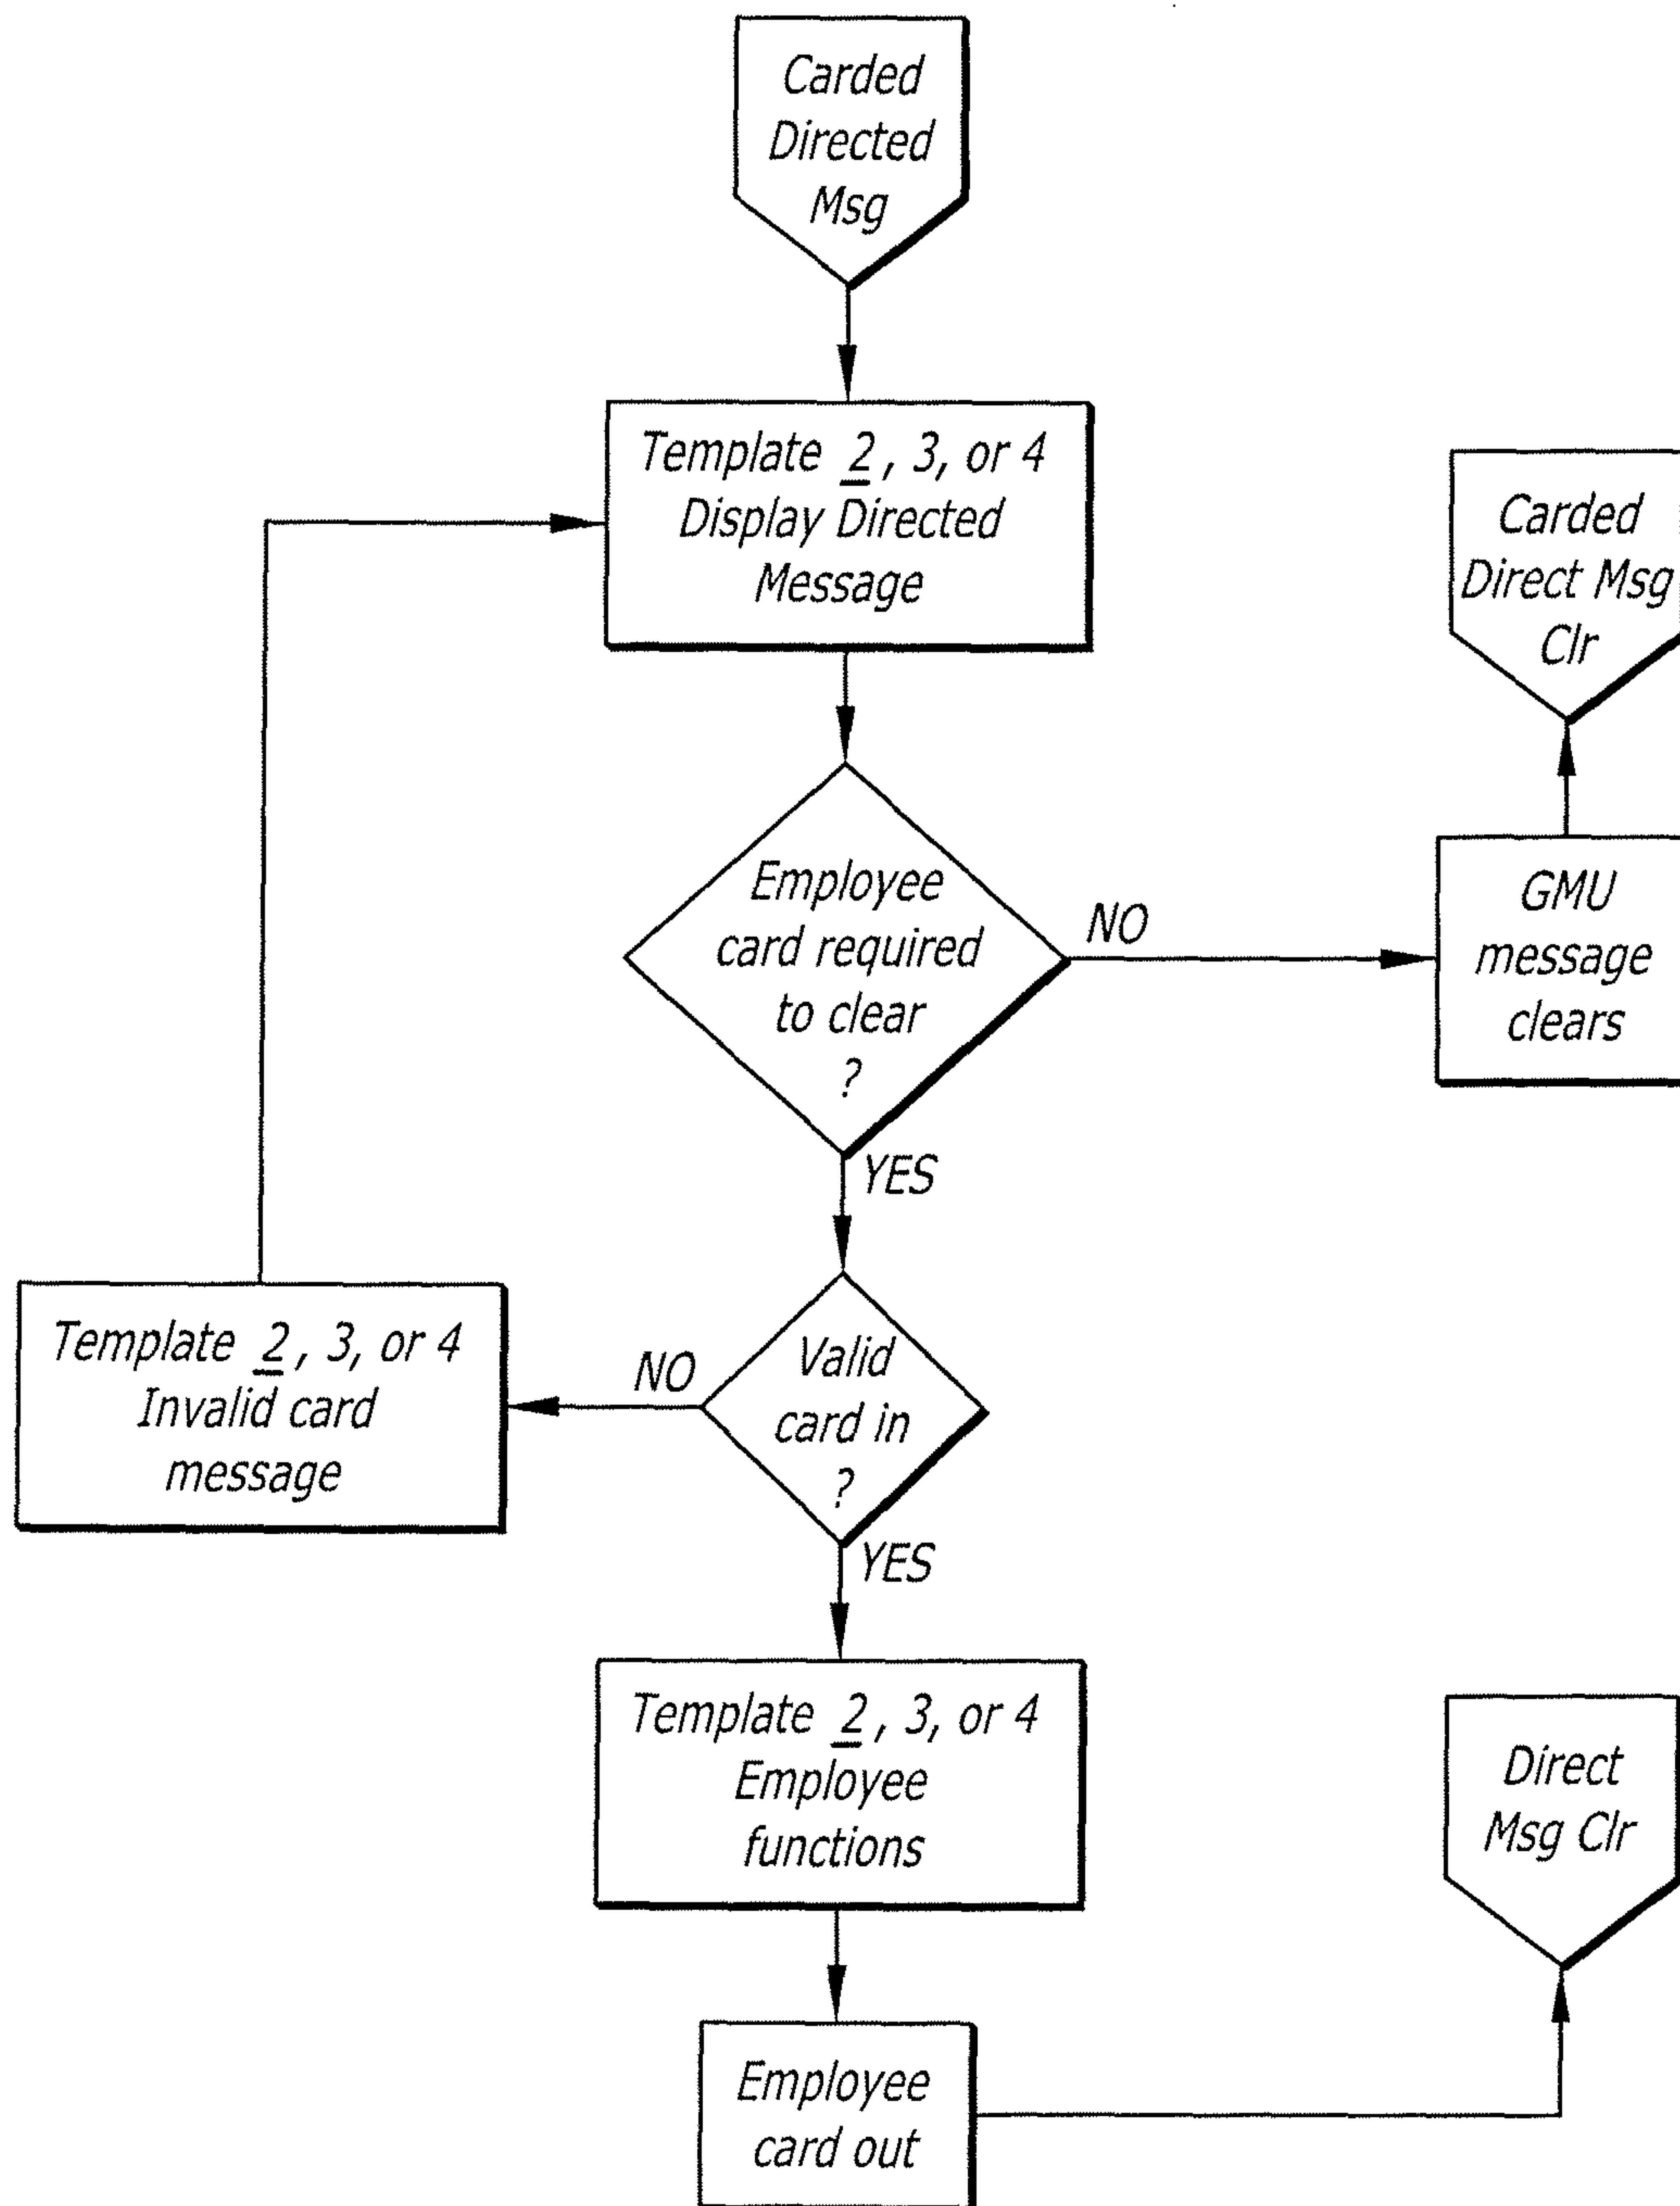 Carded
Directed
Msg
Template 2, 3, or 4
Display Directed
Message
Carded
Direct Msg
Clr
Employee
card required
to clear
?
NO
GMU
message
clears
YES
Template 2, 3, or 4
Invalid card
message
NO
Valid
card in
?
YES
Template 2, 3, or 4
Employee
functions
Direct
Msg Clr
Employee
card out